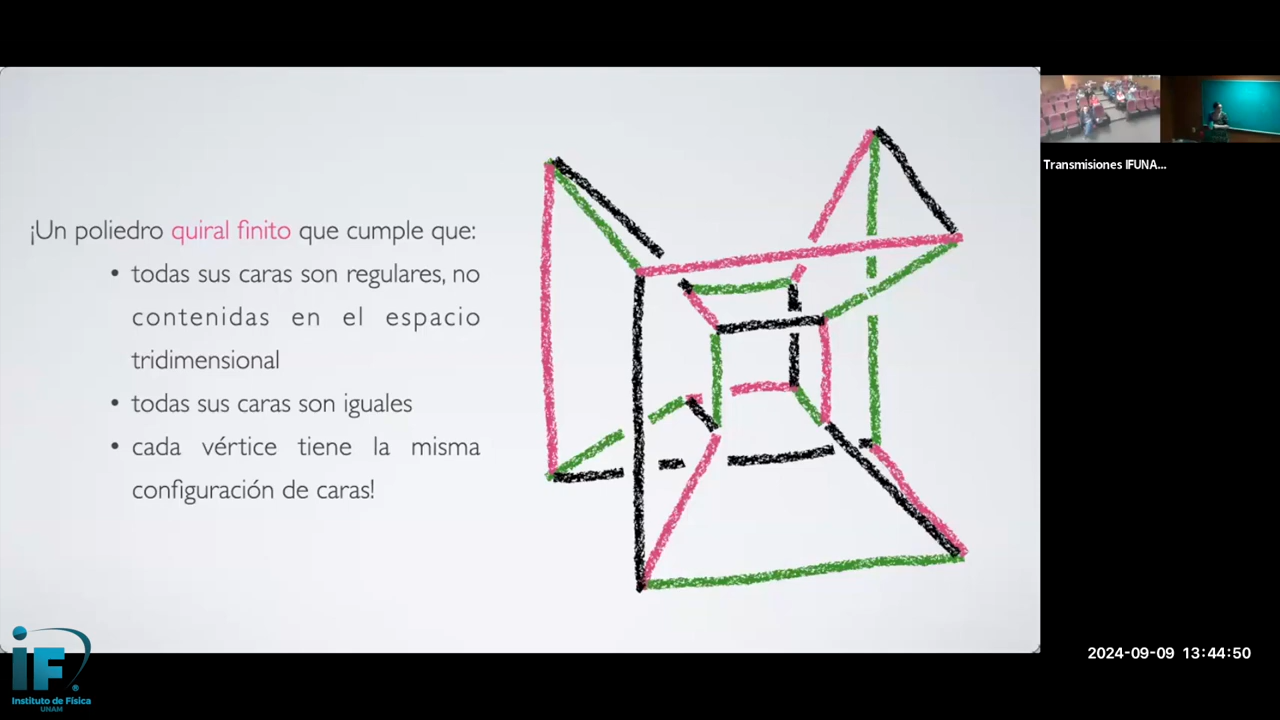 ¡Un poliedro quiral finito que cumple que:
• todas sus caras son regulares, no
contenidas en el espacio
tridimensional
• todas sus caras son iguales
• cada vértice tiene la misma
configuración de caras!
Transmisiones IFUNA...
2024-09-09 13:44:50
iF
®
Instituto de Física
UNAM